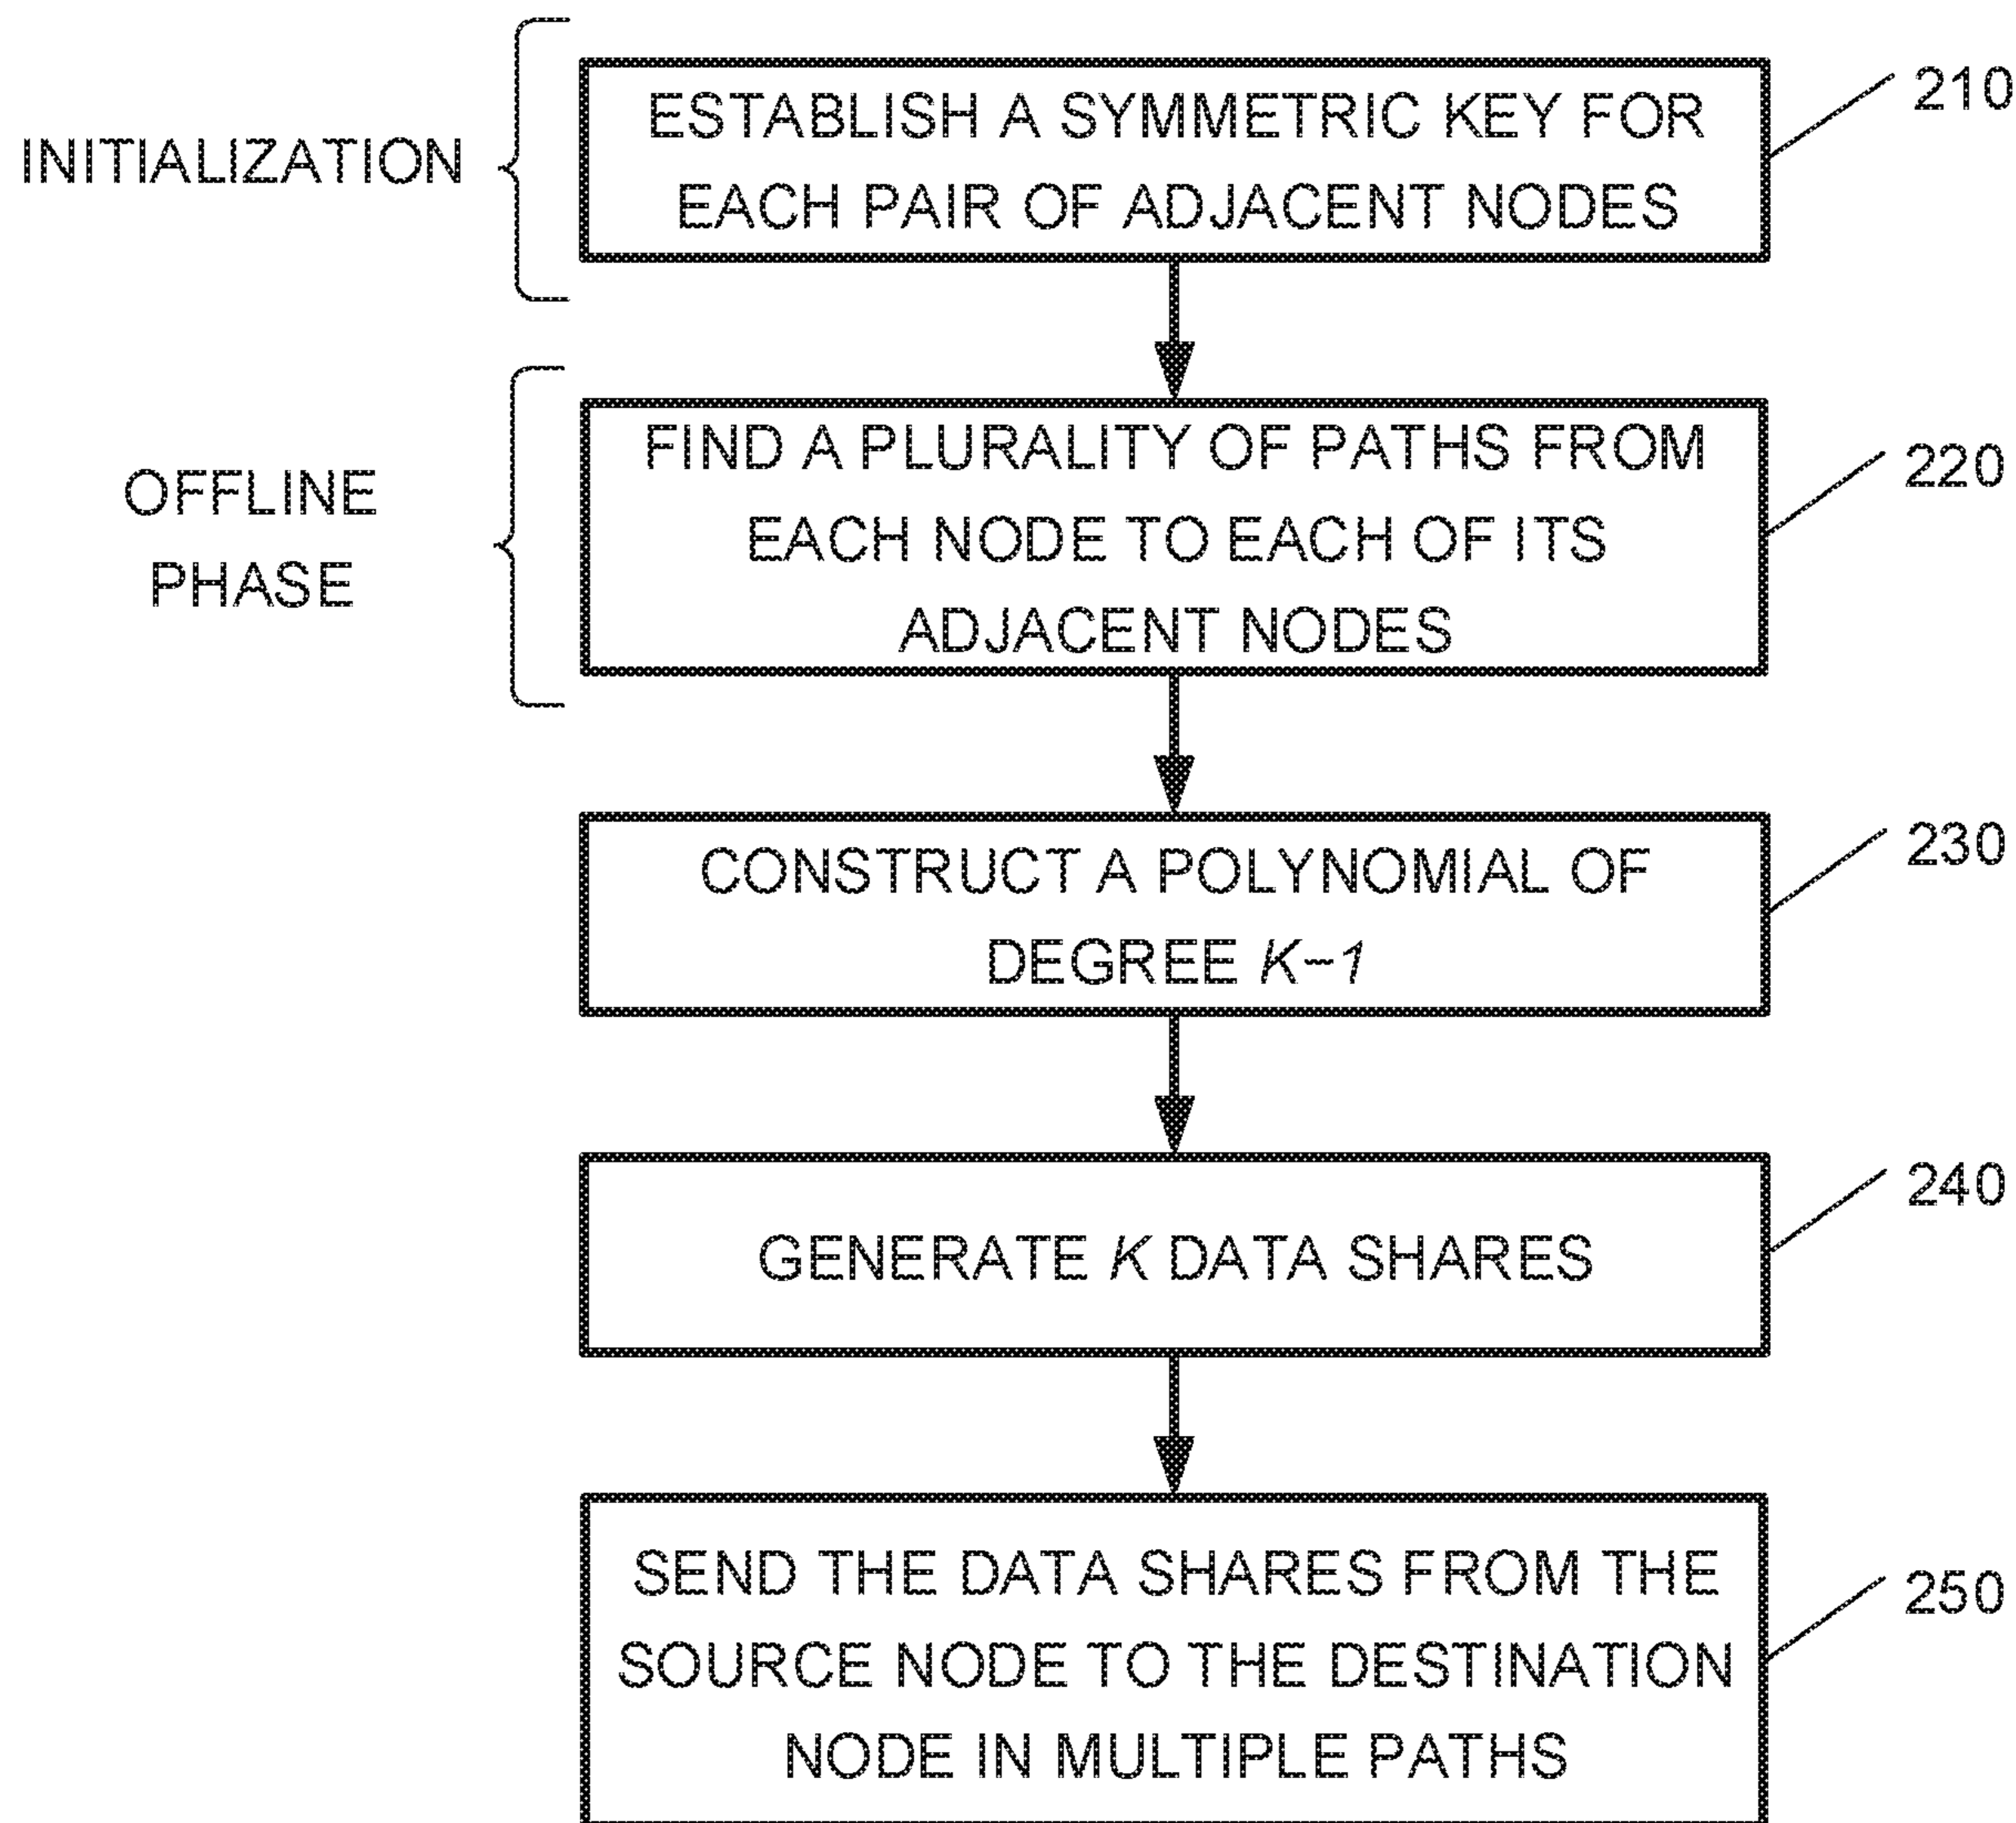 INITIALIZATION
ESTABLISH A SYMMETRIC KEY FOR
EACH PAIR OF ADJACENT NODES
210
OFFLINE
PHASE
FIND A PLURALITY OF PATHS FROM
EACH NODE TO EACH OF ITS
ADJACENT NODES
220
CONSTRUCT A POLYNOMIAL OF
DEGREE K-1
230
GENERATE K DATA SHARES
240
SEND THE DATA SHARES FROM THE
SOURCE NODE TO THE DESTINATION
NODE IN MULTIPLE PATHS
250